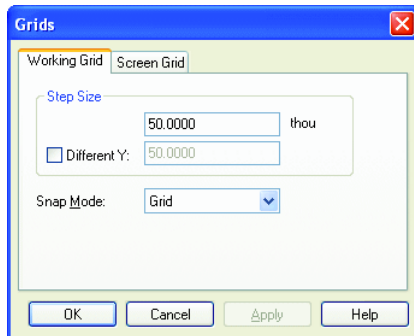 Grids
Working Grid Screen Grid
Step Size
50.0000 thou
Different Y: 50.0000
Snap Mode: Grid
OK Cancel Apply Help